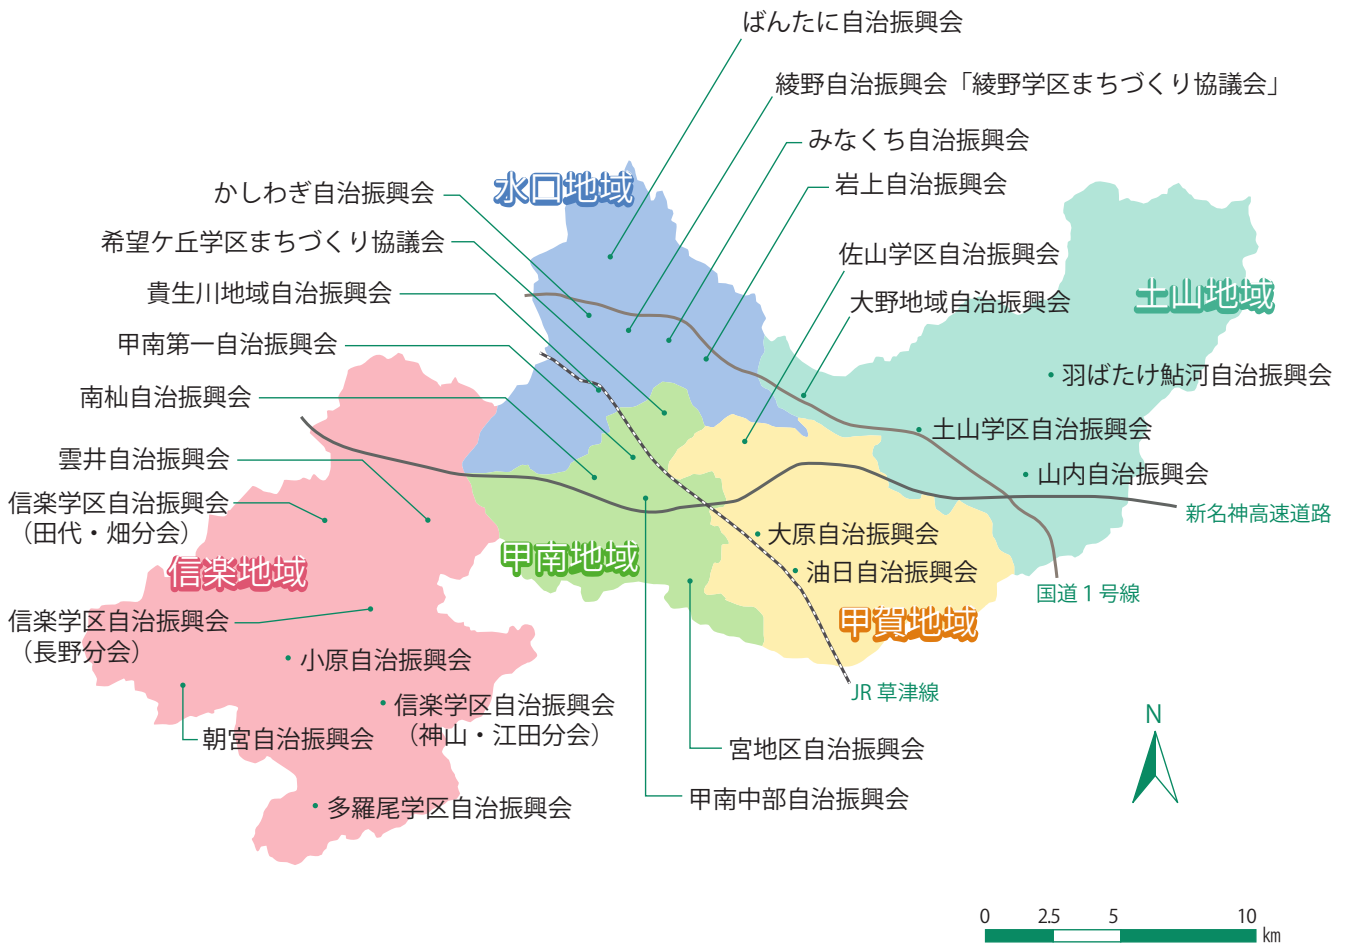 ばんたに自治振興会
綾野自治振興会「綾野学区まちづくり協議会」
みなくち自治振興会
岩上自治振興会
水口地域
かしわぎ自治振興会
希望ケ丘学区まちづくり協議会
佐山学区自治振興会
貴生川地域自治振興会
大野地域自治振興会
土山地域
甲南第一自治振興会
羽ばたけ鮎河自治振興会
南杣自治振興会
土山学区自治振興会
雲井自治振興会
山内自治振興会
信楽学区自治振興会
（田代・畑分会）
新名神高速道路
大原自治振興会
甲南地域
信楽地域
油日自治振興会
国道1号線
甲賀地域
信楽学区自治振興会
（長野分会）
小原自治振興会
JR草津線
信楽学区自治振興会
（神山・江田分会）
朝宮自治振興会
宮地区自治振興会
甲南中部自治振興会
多羅尾学区自治振興会
N
0 2.5 5 10
km